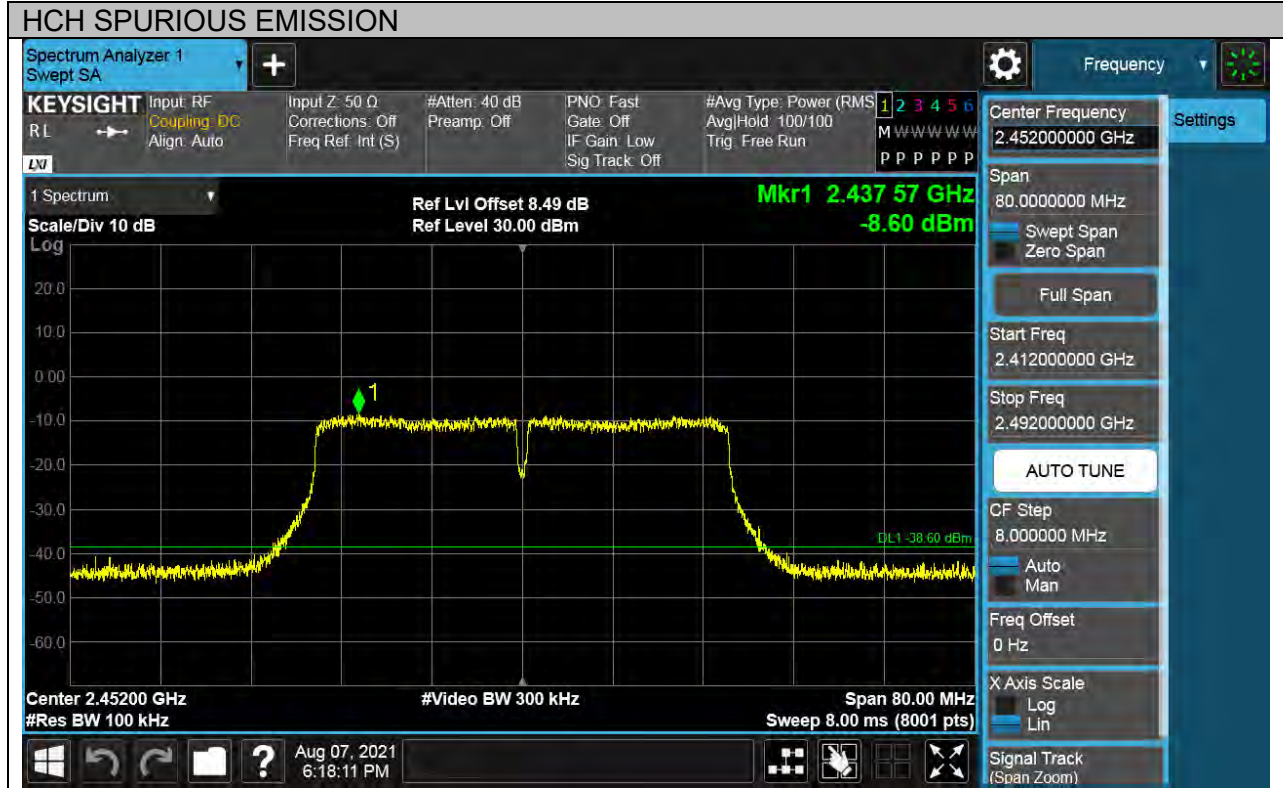 HCH SPURIOUS EMISSION
Spectrum Analyzer 1
Swept SA
+
Frequency
KEYSIGHT
RL
LXI
Input: RF
Coupling: DC
Align: Auto
Input Z: 50 Ω
Corrections: Off
Freq Ref: Int (S)
#Atten: 40 dB
Preamp: Off
PNO: Fast
Gate: Off
IF Gain: Low
Sig Track: Off
#Avg Type: Power (RMS
Avg|Hold: 100/100
Trig: Free Run
1 2 3 4 5 6
M W W W W W
P P P P P P
1 Spectrum
Scale/Div 10 dB
Ref Lvl Offset 8.49 dB
Ref Level 30.00 dBm
Mkr1 2.437 57 GHz
-8.60 dBm
Log
20.0
10.0
0.00
-10.0
-20.0
-30.0
-40.0
-50.0
-60.0
1
DL1 -38.60 dBm
Center 2.45200 GHz
#Res BW 100 kHz
#Video BW 300 kHz
Span 80.00 MHz
Sweep 8.00 ms (8001 pts)
Center Frequency
2.452000000 GHz
Settings
Span
80.0000000 MHz
Swept Span
Zero Span
Full Span
Start Freq
2.412000000 GHz
Stop Freq
2.492000000 GHz
AUTO TUNE
CF Step
8.000000 MHz
Auto
Man
Freq Offset
0 Hz
X Axis Scale
Log
Lin
Signal Track
(Span Zoom)
?
Aug 07, 2021
6:18:11 PM